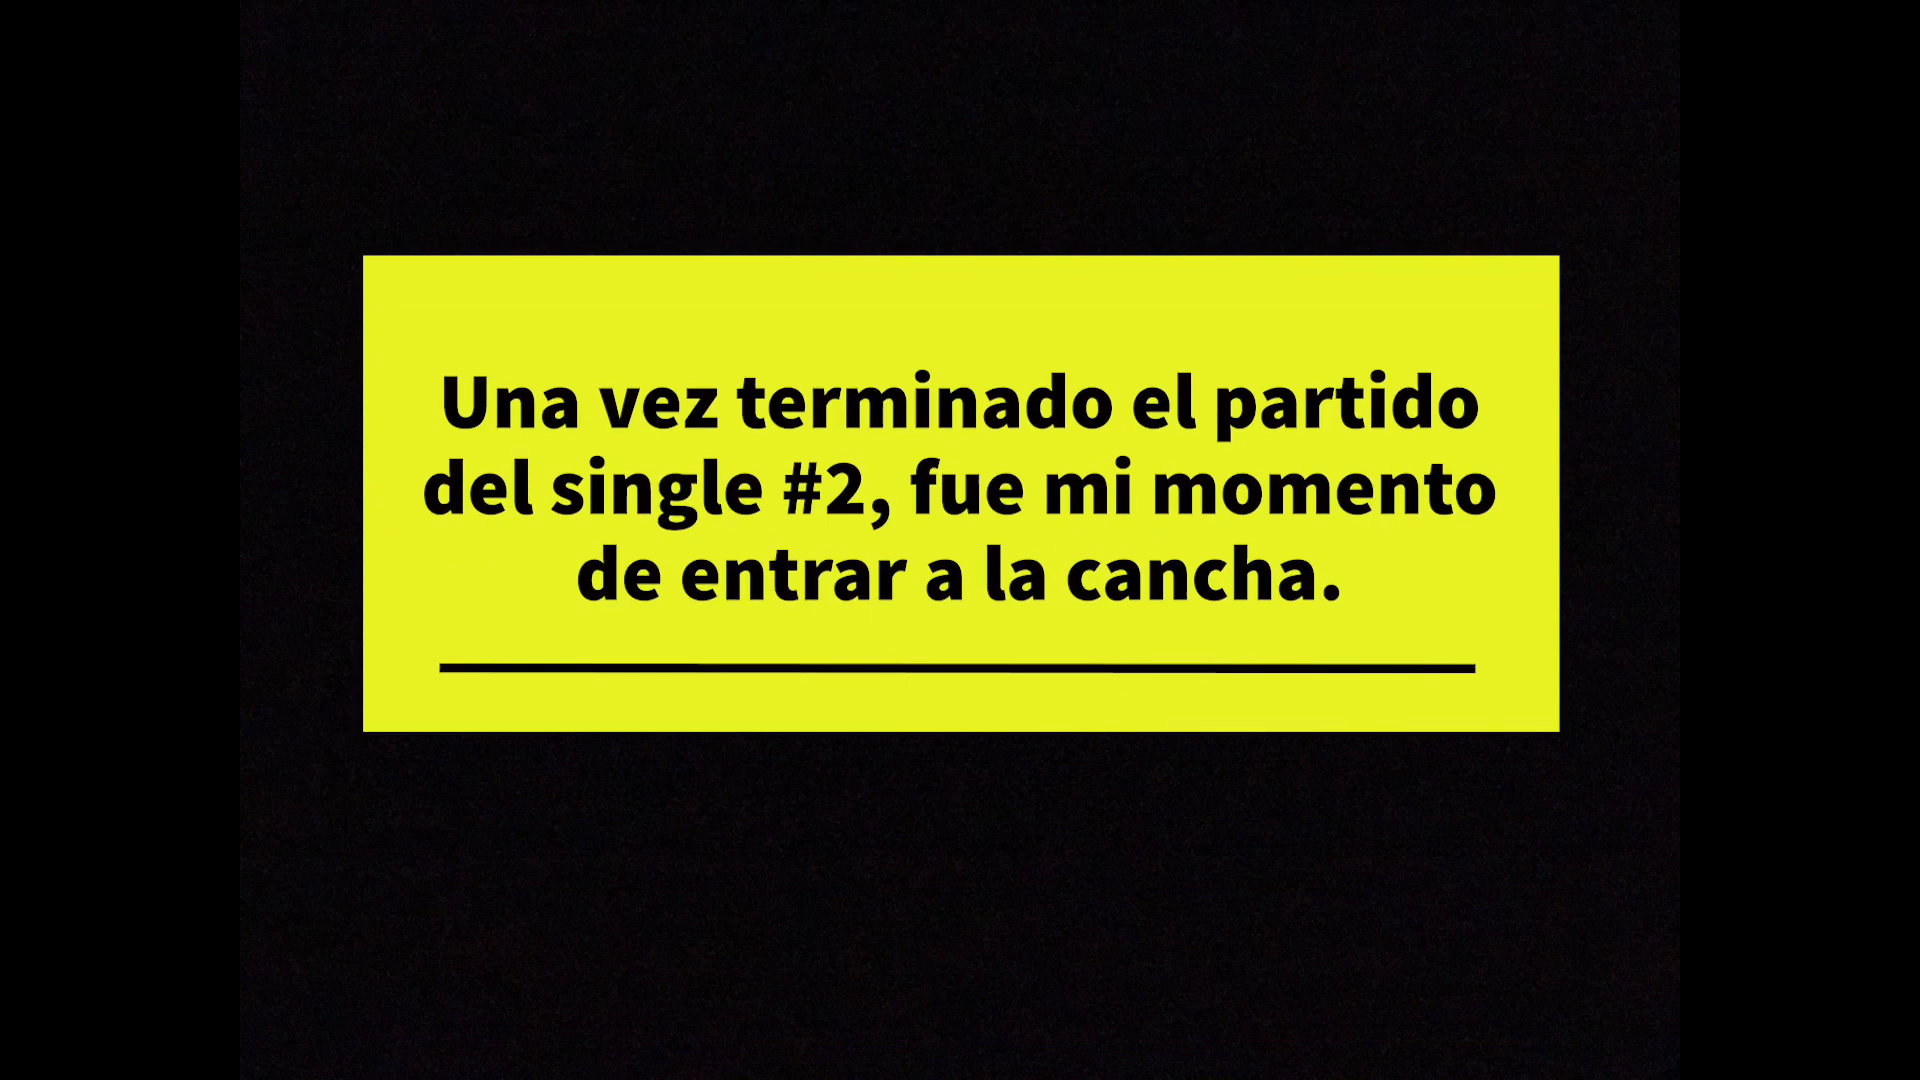 Una vez terminado el partido
del single #2, fue mi momento
de entrar a la cancha.